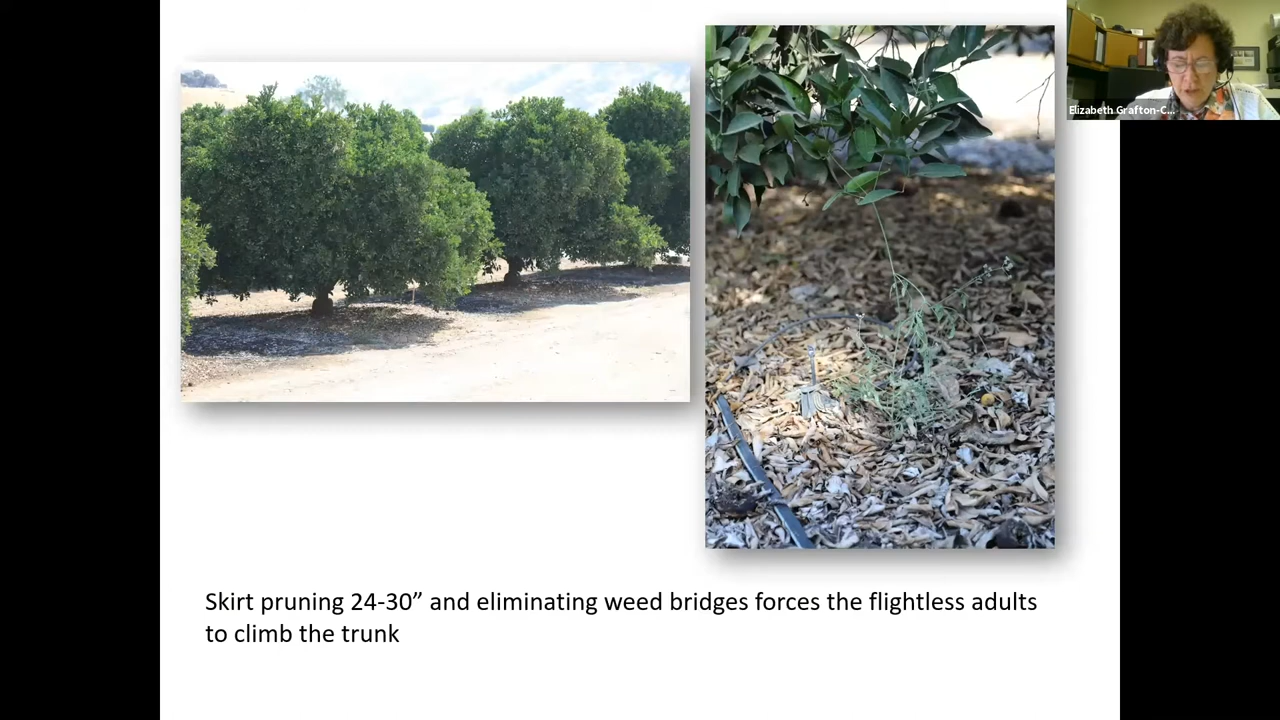 Elizabeth Grafton-C...
Skirt pruning 24-30” and eliminating weed bridges forces the flightless adults
to climb the trunk